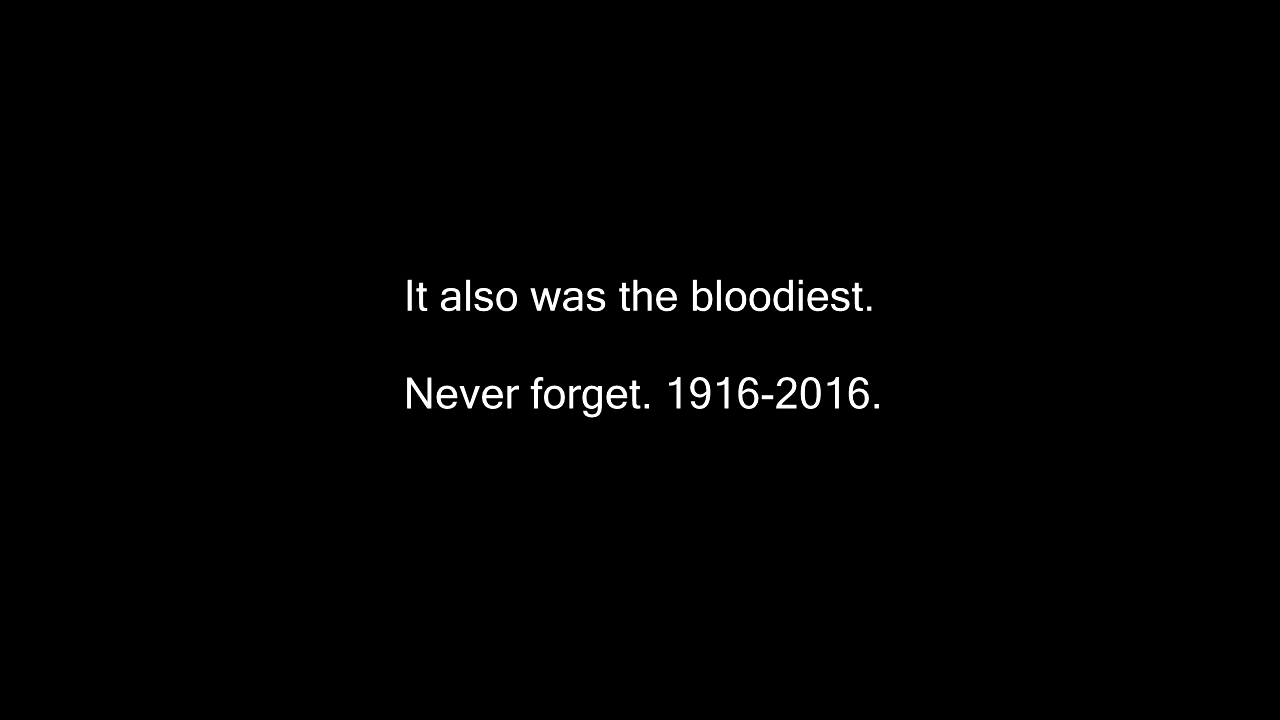 It also was the bloodiest.
Never forget. 1916-2016.